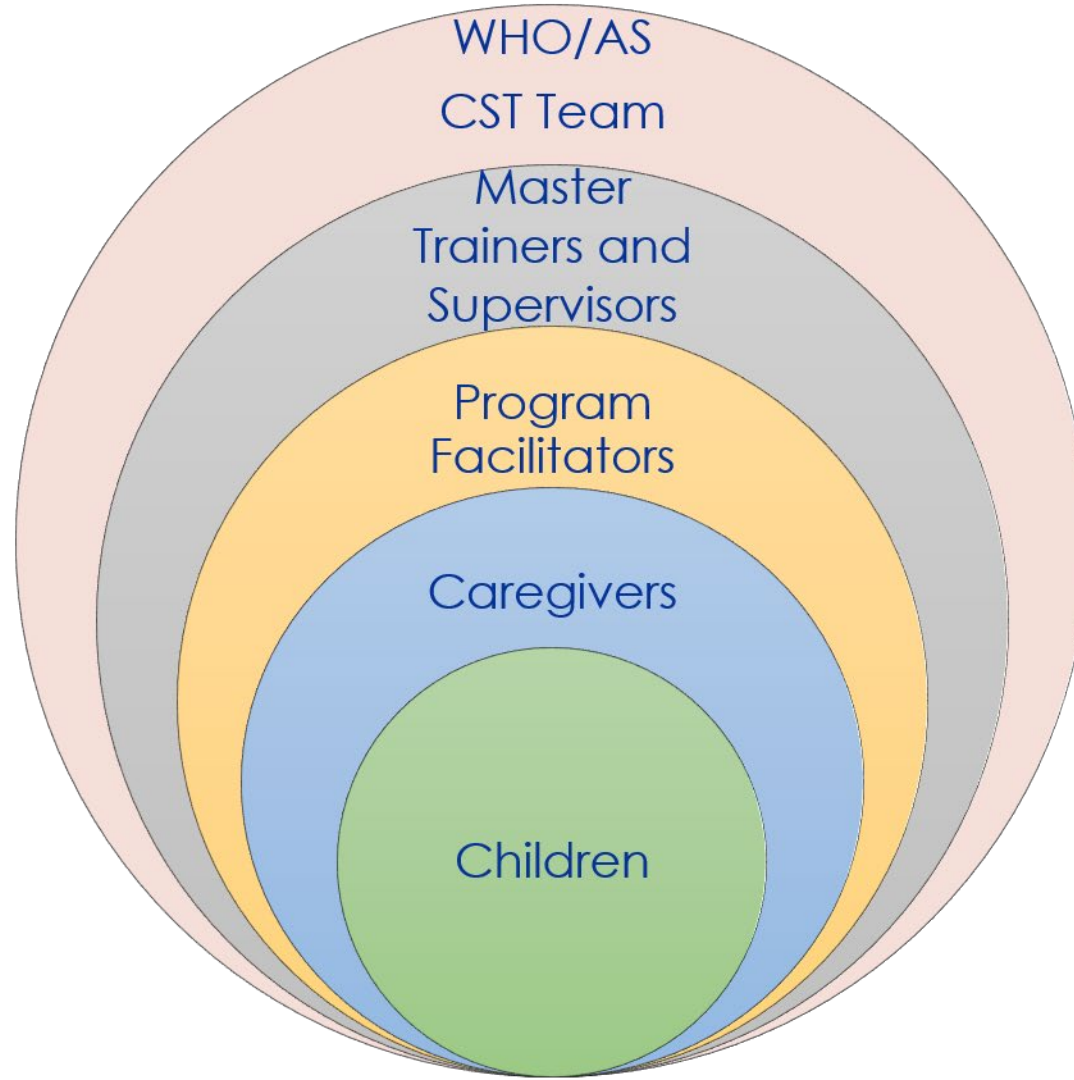 WHO/AS
CST Team
Master
Trainers and
Supervisors
Program
Facilitators
Caregivers
Children